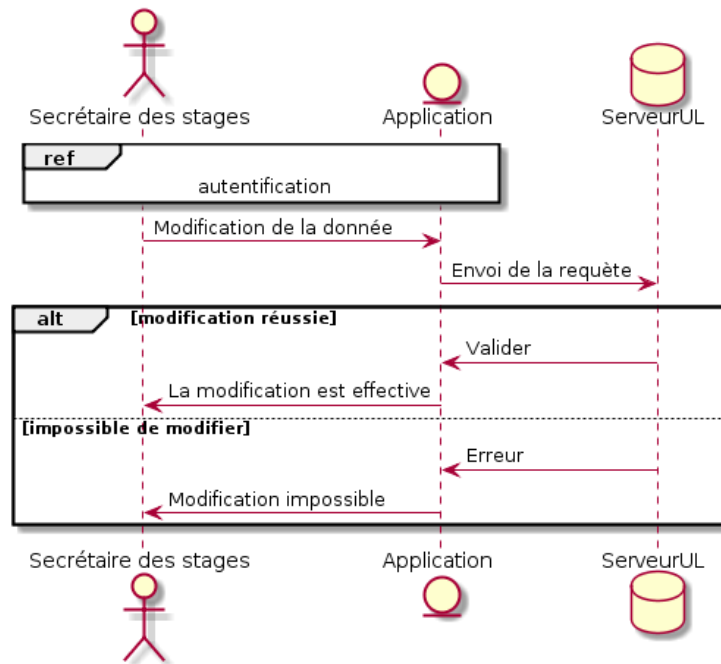 Secrétaire des stages
Application
ServeurUL
ref
autentification
Modification de la donnée
Envoi de la requète
alt
[modification réussie]
Valider
La modification est effective
[impossible de modifier]
Erreur
Modification impossible
Secrétaire des stages
Application
ServeurUL